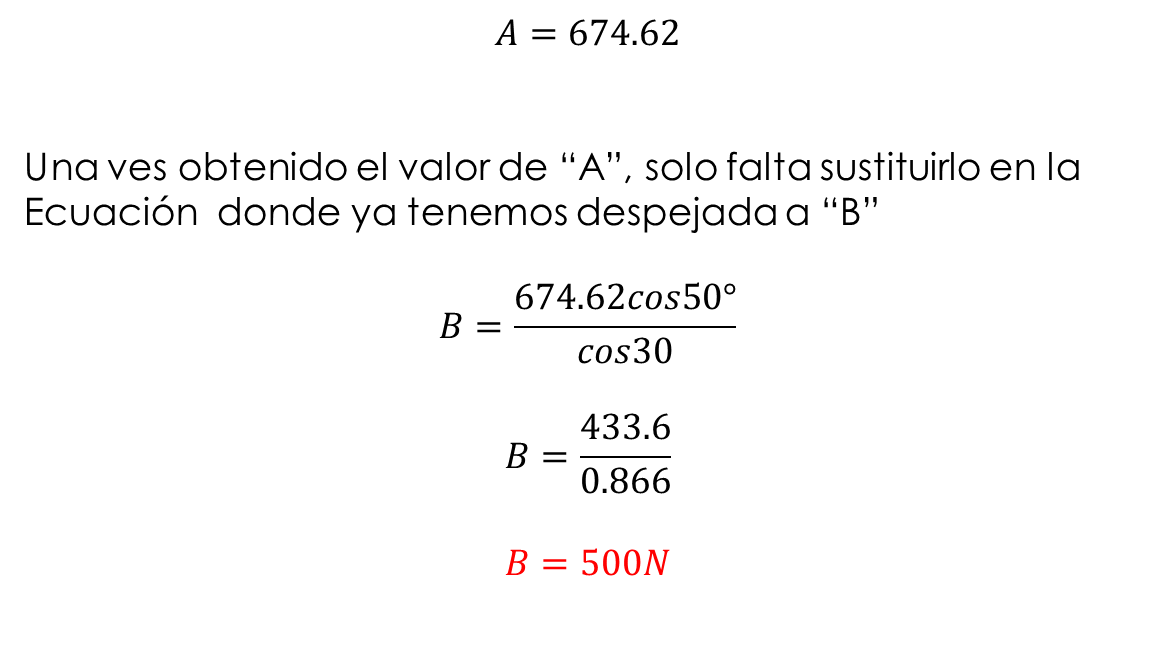 A = 674.62
Una ves obtenido el valor de “A”, solo falta sustituirlo en la
Ecuación donde ya tenemos despejada a “B”
B = 674.62cos50° / cos30
B = 433.6 / 0.866
B = 500N